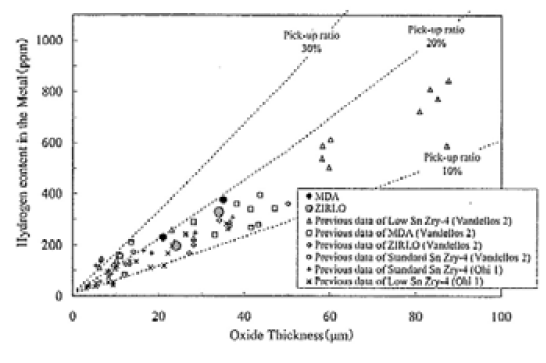 Hydrogen content in the Metal (ppm)
1000
800
600
400
200
0
0
20
40
60
80
100
Oxide Thickness(μm)
Pick-up ratio
30%
Pick-up ratio
20%
Pick-up ratio
10%
MDA
ZIRLO
Previous data of Low Sn Zry-4 (Vandellos 2)
Previous data of MDA (Vandellos 2)
Previous data of ZIRLO (Vandellos 2)
Previous data of Standard Sn Zry-4 (Vandellos 2)
Previous data of Standard Sn Zry-4 (Ohi 1)
Previous data of Low Sn Zry-4 (Ohi 1)